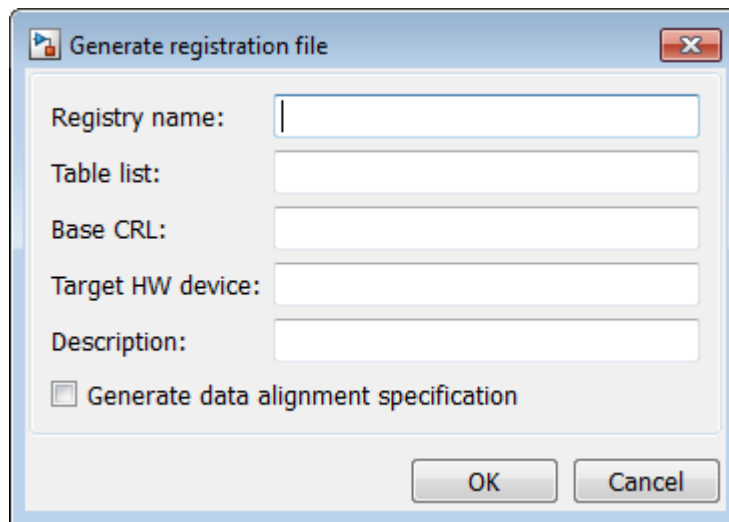 Generate registration file
Registry name:
Table list:
Base CRL:
Target HW device:
Description:
Generate data alignment specification
OK Cancel